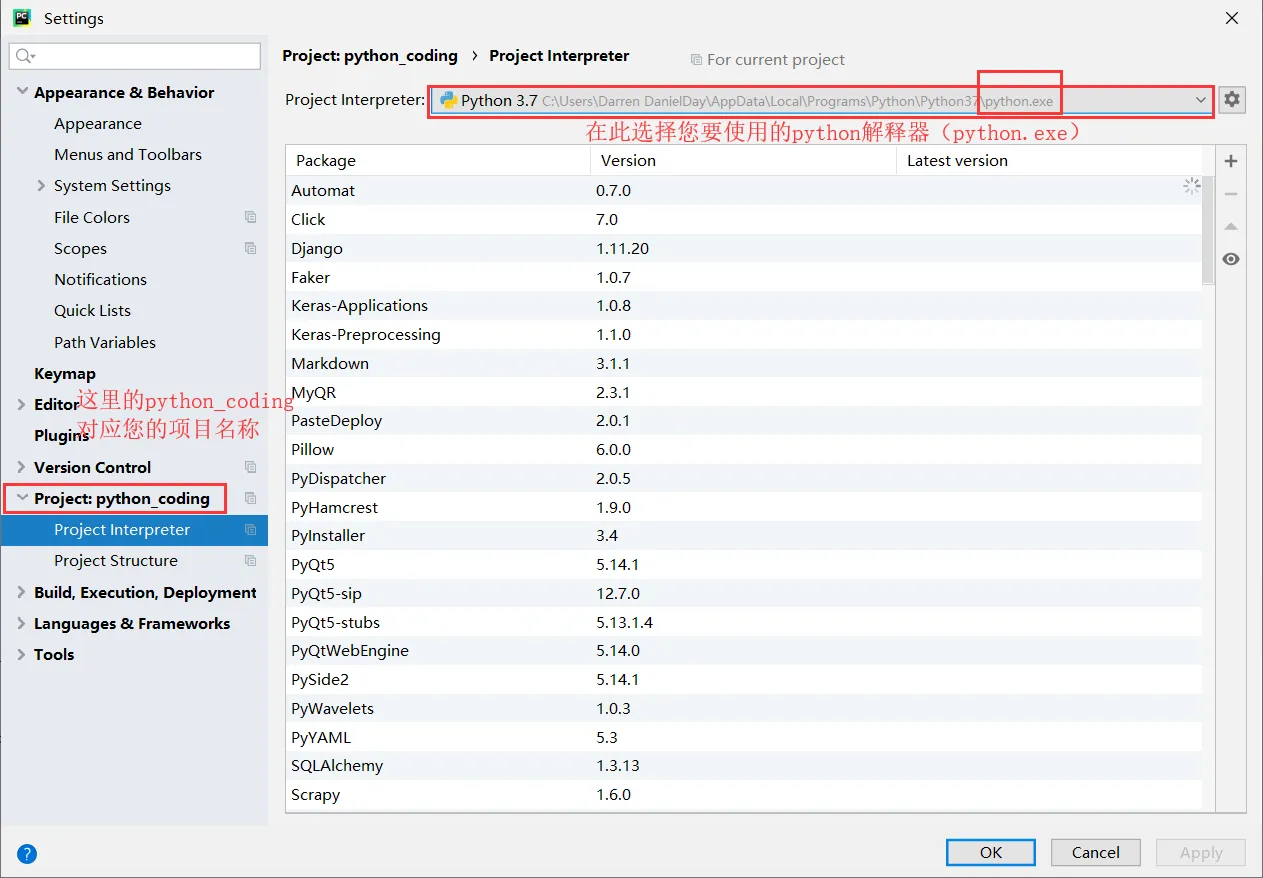 Settings
Appearance & Behavior
Appearance
Menus and Toolbars
System Settings
File Colors
Scopes
Notifications
Quick Lists
Path Variables
Keymap
Editor
Plugins
这里的python_coding
对应您的项目名称
Version Control
Project: python_coding
Project Interpreter
Project Structure
Build, Execution, Deployment
Languages & Frameworks
Tools
Project: python_coding › Project Interpreter
For current project
Project Interpreter: Python 3.7 C:\Users\Darren DanielDay\AppData\Local\Programs\Python\Python37\python.exe
在此选择您要使用的python解释器（python.exe）
Package Version Latest version
Automat 0.7.0
Click 7.0
Django 1.11.20
Faker 1.0.7
Keras-Applications 1.0.8
Keras-Preprocessing 1.1.0
Markdown 3.1.1
MyQR 2.3.1
PasteDeploy 2.0.1
Pillow 6.0.0
PyDispatcher 2.0.5
PyHamcrest 1.9.0
PyInstaller 3.4
PyQt5 5.14.1
PyQt5-sip 12.7.0
PyQt5-stubs 5.13.1.4
PyQtWebEngine 5.14.0
PySide2 5.14.1
PyWavelets 1.0.3
PyYAML 5.3
SQLAlchemy 1.3.13
Scrapy 1.6.0
? OK Cancel Apply